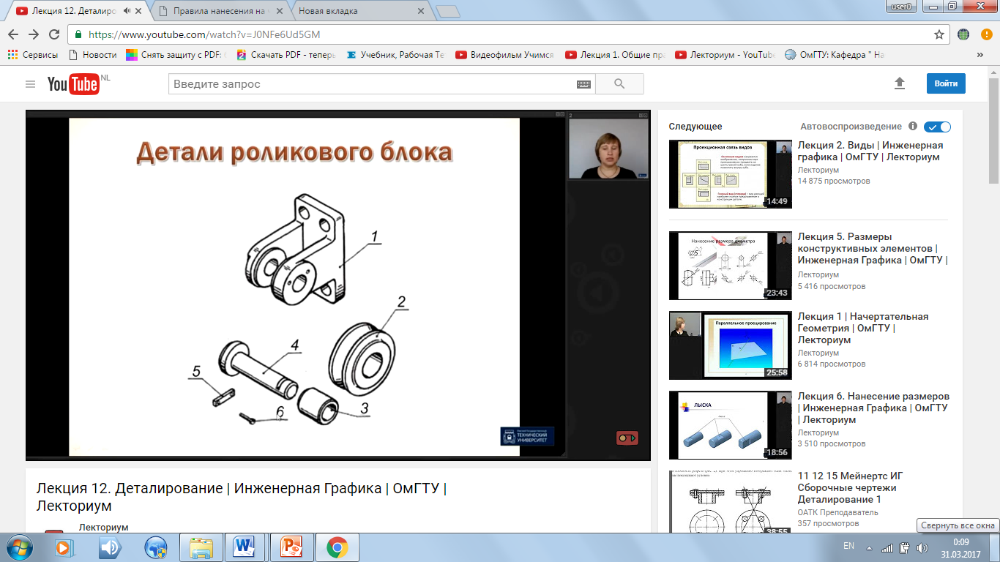 Лекция 12. Деталиро
Правила нанесения на ч
Новая вкладка
user0
https://www.youtube.com/watch?v=J0NFe6Ud5GM
Сервисы
Новости
Снять защиту с PDF:
Скачать PDF - теперь
Учебник, Рабочая Те
Видеофильм Учимся
Лекция 1. Общие пра
Лекториум - YouTube
ОмГТУ: Кафедра " На
»
YouTube NL
Введите запрос
Войти
Детали роликового блока
1
2
4
5
3
6
2
ТЕХНИЧЕСКИЙ
УНИВЕРСИТЕТ
Лекция 12. Деталирование | Инженерная Графика | ОмГТУ |
Лекториум
Лекториум
Следующее
Автовоспроизведение
Проекционная связь видов
14:49
Лекция 2. Виды | Инженерная
графика | ОмГТУ | Лекториум
Лекториум
14 875 просмотров
Нанесение размера диаметра
23:43
Лекция 5. Размеры
конструктивных элементов |
Инженерная Графика | ОмГТУ |
Лекториум
5 416 просмотров
Параллельное проецирование
25:58
Лекция 1 | Начертательная
Геометрия | ОмГТУ |
Лекториум
Лекториум
6 814 просмотров
ЛЫСКА
18:56
Лекция 6. Нанесение размеров
| Инженерная Графика | ОмГТУ
| Лекториум
Лекториум
3 510 просмотров
38:55
11 12 15 Мейнертс ИГ
Сборочные чертежи
Деталирование 1
ОАТК Преподаватель
357 просмотров
Свернуть все окна
EN
0:09
31.03.2017